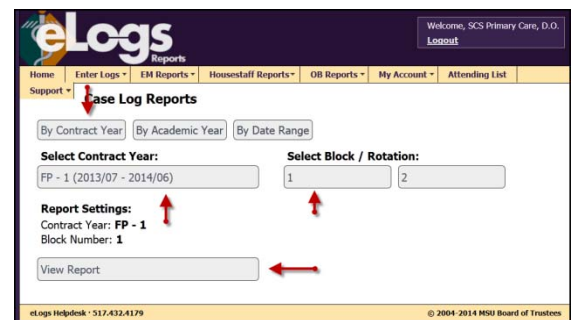 eLogs
Reports
Welcome, SCS Primary Care, D.O.
Logout
Home Enter Logs EM Reports Housestaff Reports OB Reports My Account Attending List
Support
Case Log Reports
By Contract Year By Academic Year By Date Range
Select Contract Year: Select Block / Rotation:
FP - 1 (2013/07 - 2014/06) 1 2
Report Settings:
Contract Year: FP - 1
Block Number: 1
View Report
eLogs Helpdesk · 517.432.4179 © 2004-2014 MSU Board of Trustees